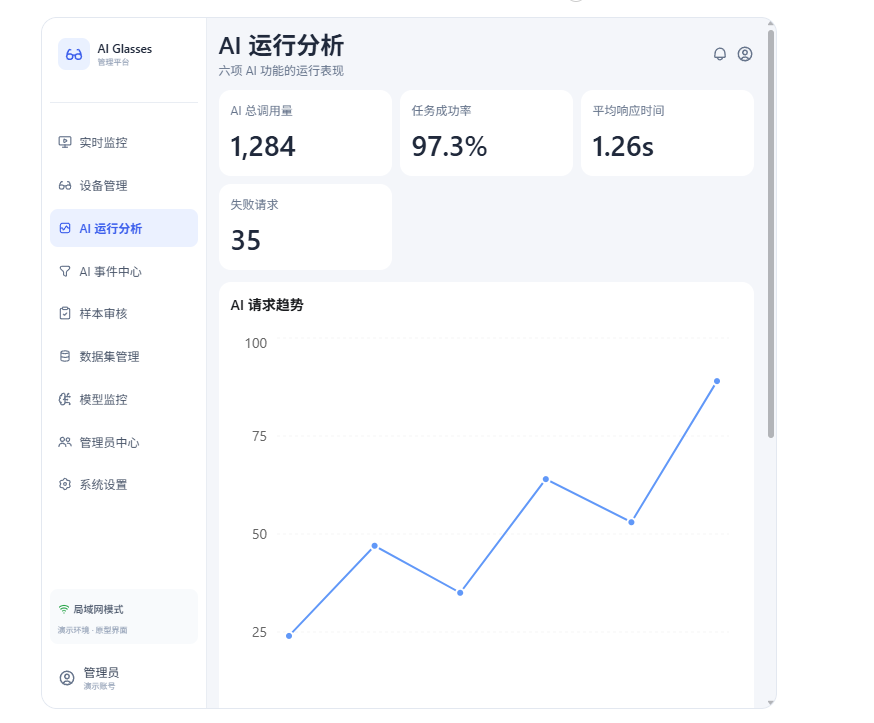 AI Glasses
管理平台
实时监控
设备管理
AI 运行分析
AI 事件中心
样本审核
数据集管理
模型监控
管理员中心
系统设置
局域网模式
演示环境 · 原型界面
管理员
演示账号
AI 运行分析
六项 AI 功能的运行表现
AI 总调用量
1,284
任务成功率
97.3%
平均响应时间
1.26s
失败请求
35
AI 请求趋势
100
75
50
25